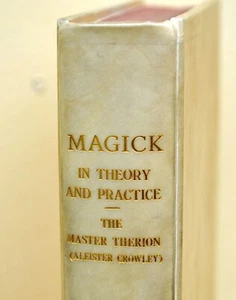 MAGICK
IN THEORY
AND PRACTICE
THE
MASTER THERION
(ALEISTER CROWLEY)